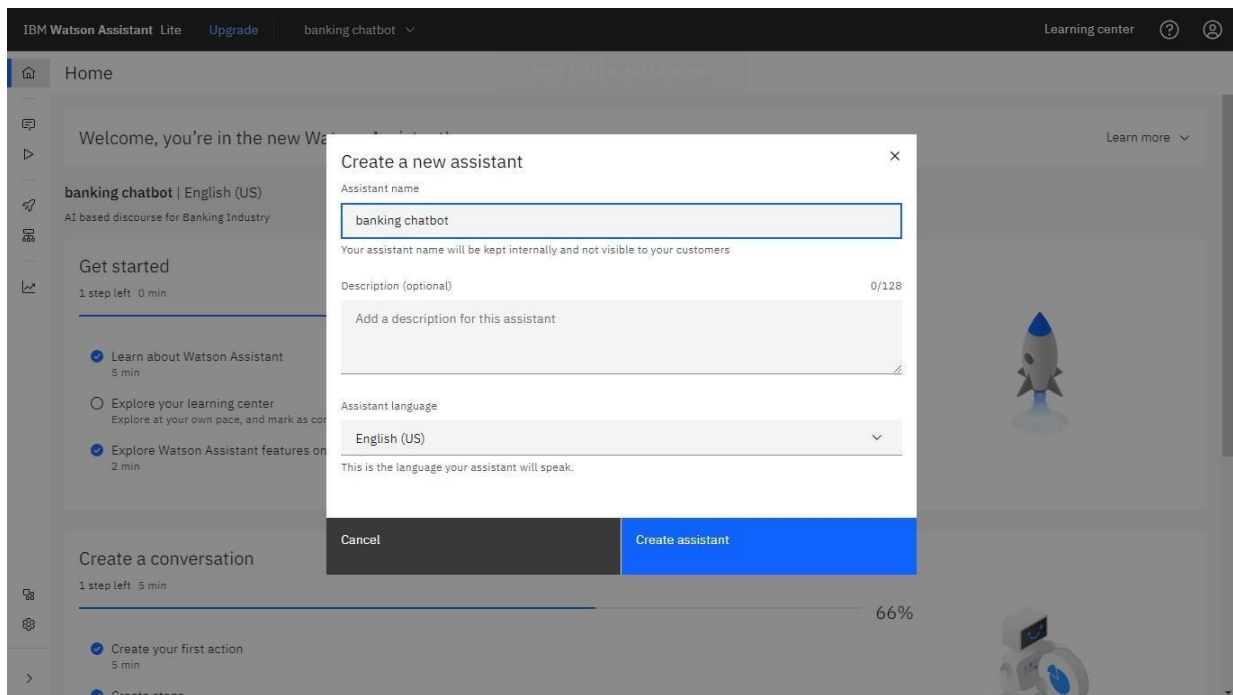 IBM Watson Assistant Lite Upgrade banking chatbot Learning center
Home
Welcome, you're in the new Wa
Learn more
banking chatbot | English (US)
AI based discourse for Banking Industry
Get started
1 step left 0 min
Learn about Watson Assistant
5 min
Explore your learning center
Explore at your own pace, and mark as co
Explore Watson Assistant features on
2 min
Create a conversation
1 step left 5 min
66%
Create your first action
5 min
Create a new assistant
Assistant name
banking chatbot
Your assistant name will be kept internally and not visible to your customers
Description (optional) 0/128
Add a description for this assistant
Assistant language
English (US)
This is the language your assistant will speak.
Cancel Create assistant